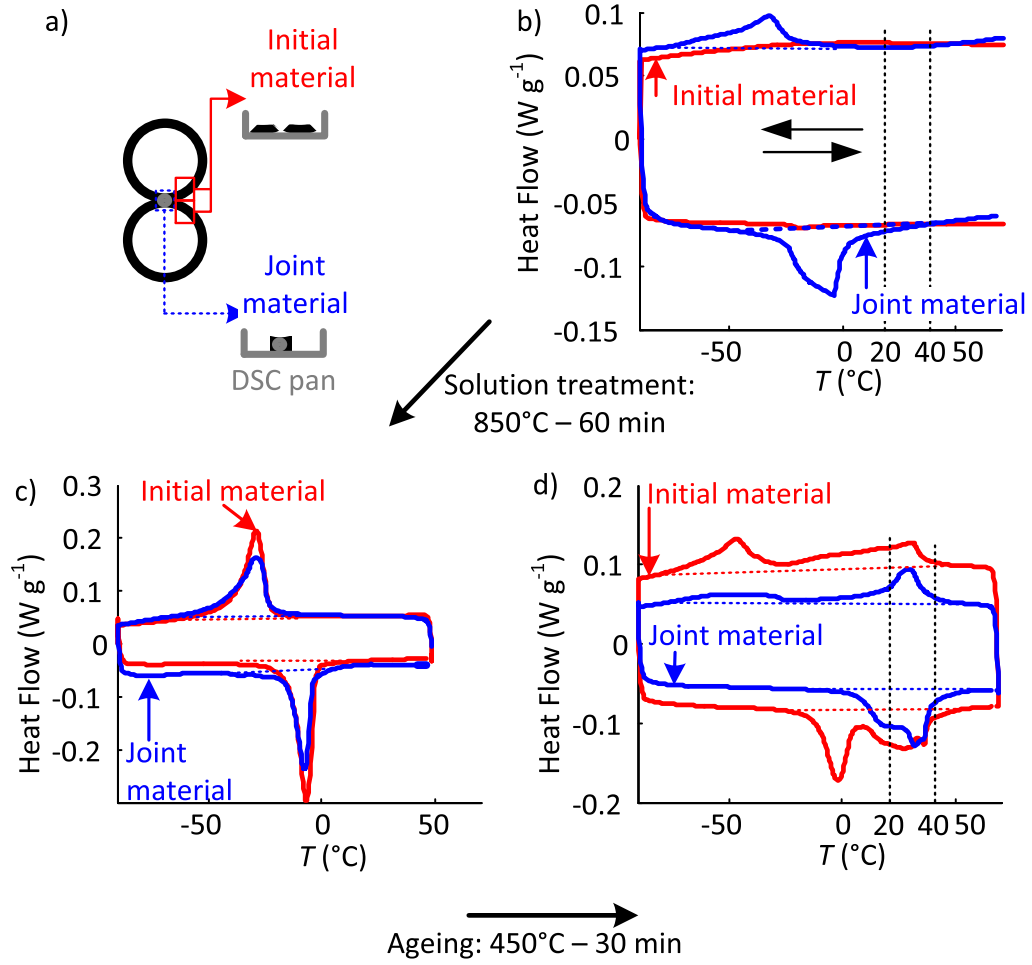 a)
Initial
material
Joint
material
DSC pan
b)
0.1
0.05
0
-0.05
-0.1
-0.15
Heat Flow (W g⁻¹)
Initial material
Joint material
-50
0
20
40
50
T (°C)
Solution treatment:
850°C – 60 min
c)
0.3
0.2
0.1
0
-0.1
-0.2
Heat Flow (W g⁻¹)
Initial material
Joint
material
-50
0
50
T (°C)
d)
0.2
0.1
0
-0.1
-0.2
Heat Flow (W g⁻¹)
Initial material
Joint material
-50
0
20
40
50
T (°C)
Ageing: 450°C – 30 min